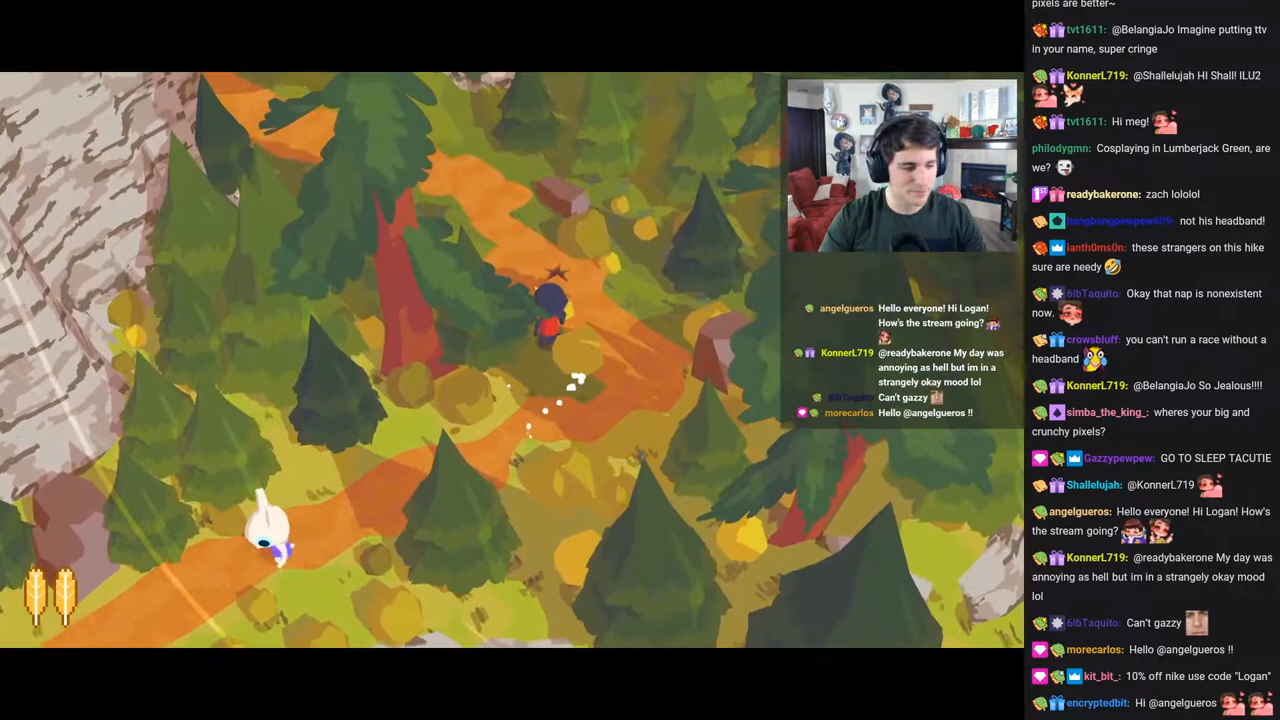 pixels are better~
tvt1611: @BelangiaJo Imagine putting ttv
in your name, super cringe
KonnerL719: @Shallelujah HI Shall! ILU2
tvt1611: Hi meg!
philodygmn: Cosplaying in Lumberjack Green, are
we?
readybakerone: zach lololol
bangbangpewpew609: not his headband!
ianth0ms0n: these strangers on this hike
sure are needy
6lbTaquito: Okay that nap is nonexistent
now.
crowsbluff: you can't run a race without a
headband
KonnerL719: @BelangiaJo So Jealous!!!!
simba_the_king_: wheres your big and
crunchy pixels?
Gazzypewpew: GO TO SLEEP TACUTIE
Shallelujah: @KonnerL719
angelgueros: Hello everyone! Hi Logan! How's
the stream going?
KonnerL719: @readybakerone My day was
annoying as hell but im in a strangely okay mood
lol
6lbTaquito: Can't gazzy
morecarlos: Hello @angelgueros !!
kit_bit_: 10% off nike use code "Logan"
encryptedbit: Hi @angelgueros
angelgueros Hello everyone! Hi Logan!
How's the stream going?
KonnerL719 @readybakerone My day was
annoying as hell but im in a
strangely okay mood lol
6lbTaquito Can't gazzy
morecarlos Hello @angelgueros !!